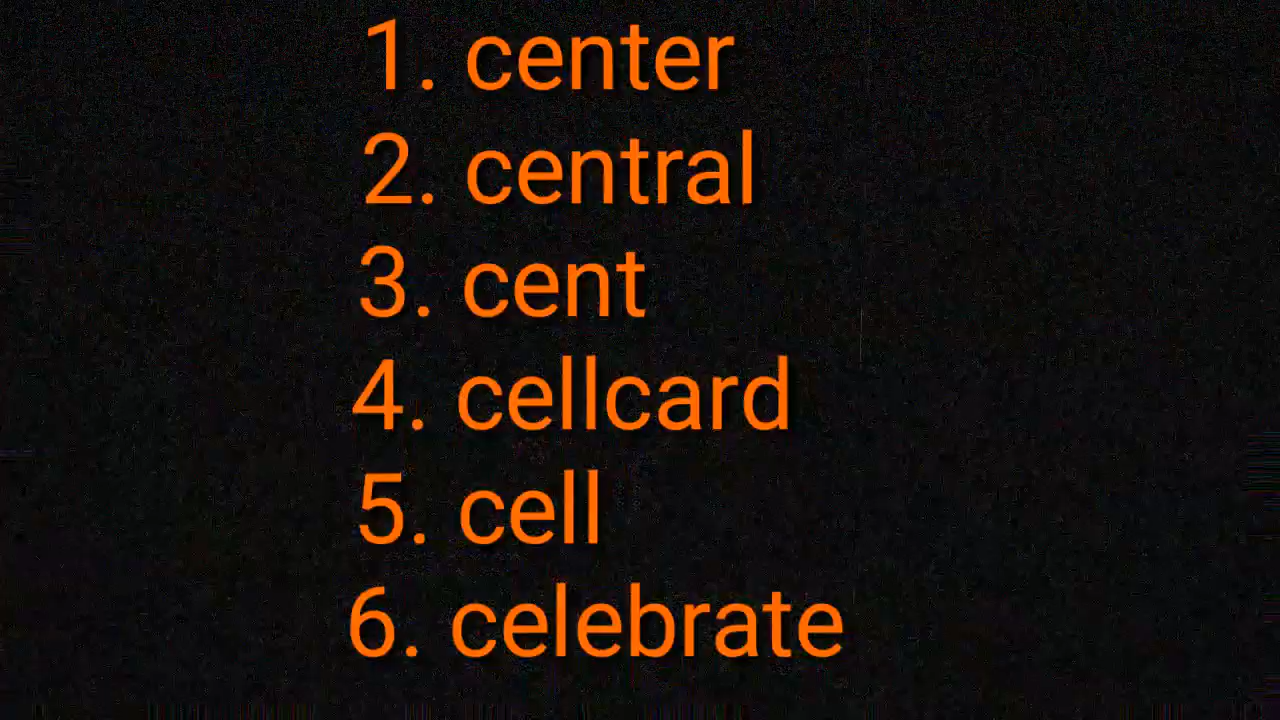 1. center
2. central
3. cent
4. cellcard
5. cell
6. celebrate